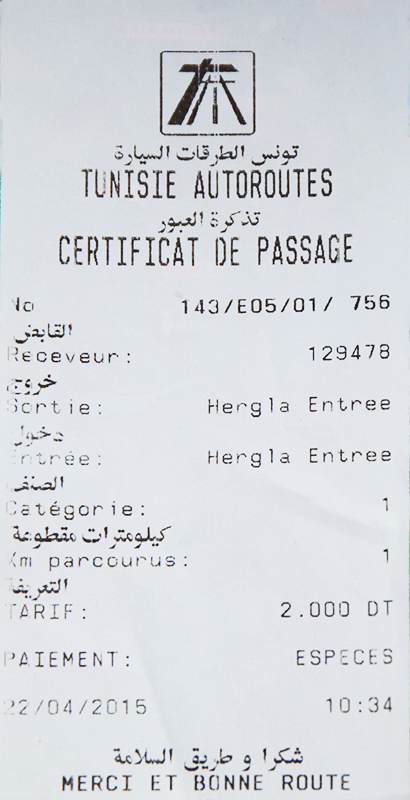 تونس الطرقات السيارة
TUNISIE AUTOROUTES
تذكرة العبور
CERTIFICAT DE PASSAGE
No 143/E05/01/ 756
القابض
Receveur: 129478
خروج
Sortie: Hergla Entree
دخول
Entrée: Hergla Entree
الصنف
Catégorie: 1
كيلومترات مقطوعة
Km parcourus: 1
التعريفة
TARIF: 2.000 DT
PAIEMENT: ESPECES
22/04/2015 10:34
شكرا و طريق السلامة
MERCI ET BONNE ROUTE